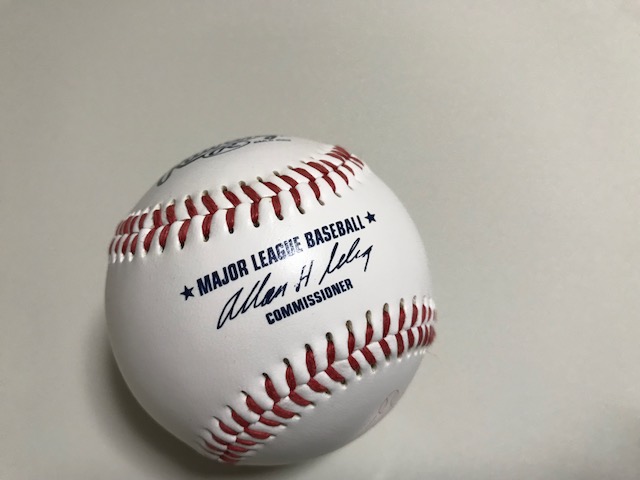 ★ MAJOR LEAGUE BASEBALL ★
Allan H Selig
COMMISSIONER